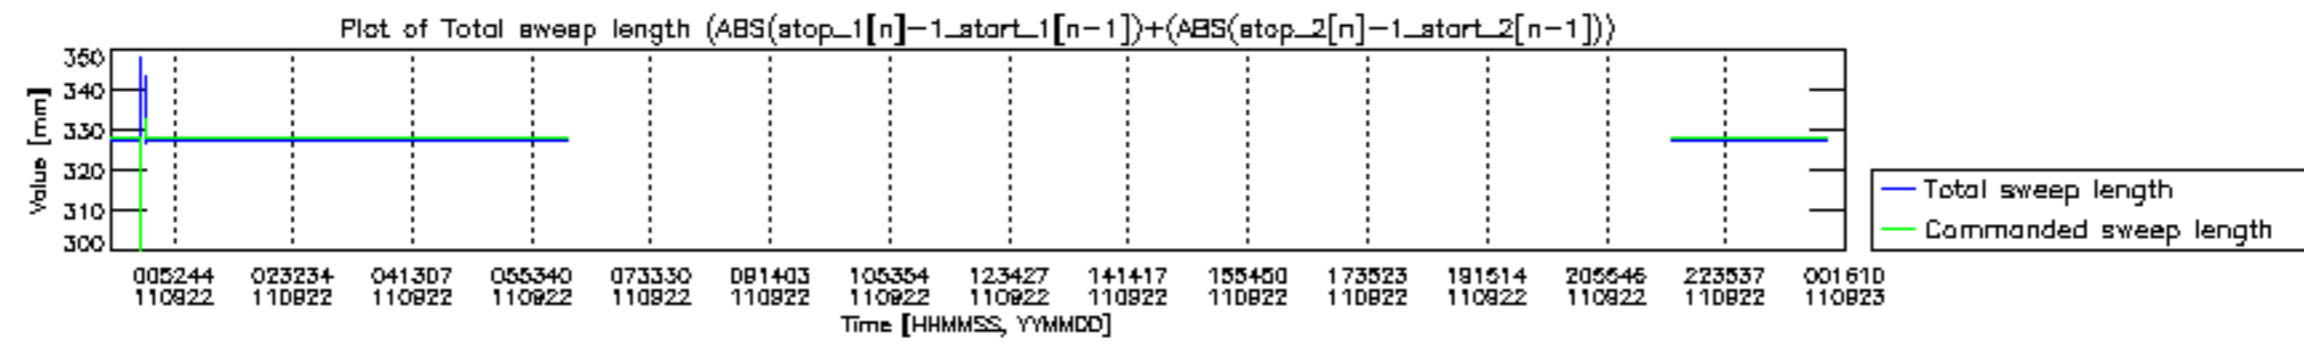 Plot of Total sweep length (ABS(stop_1[n]-1_start_1[n-1])+(ABS(stop_2[n]-1_start_2[n-1]))
350
340
330
320
310
300
Value [mm]
005244 023234 041307 055340 073330 091403 105354 123427 141417 155450 173523 191514 205546 223537 001610
110922 110922 110922 110922 110922 110922 110922 110922 110922 110922 110922 110922 110922 110922 110923
Time [HHMMSS, YYMMDD]
Total sweep length
Commanded sweep length